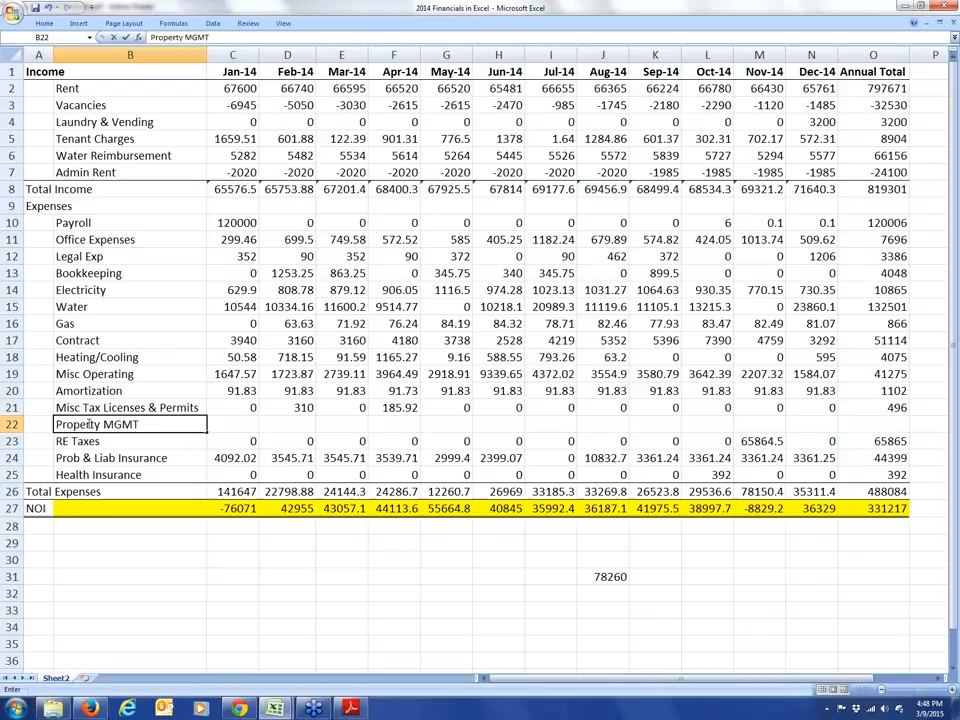 2014 Financials in Excel - Microsoft Excel
Home Insert Page Layout Formulas Data Review View
B22 Property MGMT
A B C D E F G H I J K L M N O P
1 Income Jan-14 Feb-14 Mar-14 Apr-14 May-14 Jun-14 Jul-14 Aug-14 Sep-14 Oct-14 Nov-14 Dec-14 Annual Total
2 Rent 67600 66740 66595 66520 66520 65481 66655 66365 66224 66780 66430 65761 797671
3 Vacancies -6945 -5050 -3030 -2615 -2615 -2470 -985 -1745 -2180 -2290 -1120 -1485 -32530
4 Laundry & Vending 0 0 0 0 0 0 0 0 0 0 0 3200 3200
5 Tenant Charges 1659.51 601.88 122.39 901.31 776.5 1378 1.64 1284.86 601.37 302.31 702.17 572.31 8904
6 Water Reimbursement 5282 5482 5534 5614 5264 5445 5526 5572 5839 5727 5294 5577 66156
7 Admin Rent -2020 -2020 -2020 -2020 -2020 -2020 -2020 -2020 -1985 -1985 -1985 -1985 -24100
8 Total Income 65576.5 65753.88 67201.4 68400.3 67925.5 67814 69177.6 69456.9 68499.4 68534.3 69321.2 71640.3 819301
9 Expenses
10 Payroll 120000 0 0 0 0 0 0 0 0 6 0.1 0.1 120006
11 Office Expenses 299.46 699.5 749.58 572.52 585 405.25 1182.24 679.89 574.82 424.05 1013.74 509.62 7696
12 Legal Exp 352 90 352 90 372 0 90 462 372 0 0 1206 3386
13 Bookkeeping 0 1253.25 863.25 0 345.75 340 345.75 0 899.5 0 0 0 4048
14 Electricity 629.9 808.78 879.12 906.05 1116.5 974.28 1023.13 1031.27 1064.63 930.35 770.15 730.35 10865
15 Water 10544 10334.16 11600.2 9514.77 0 10218.1 20989.3 11119.6 11105.1 13215.3 0 23860.1 132501
16 Gas 0 63.63 71.92 76.24 84.19 84.32 78.71 82.46 77.93 83.47 82.49 81.07 866
17 Contract 3940 3160 3160 4180 3738 2528 4219 5352 5396 7390 4759 3292 51114
18 Heating/Cooling 50.58 718.15 91.59 1165.27 9.16 588.55 793.26 63.2 0 0 0 595 4075
19 Misc Operating 1647.57 1723.87 2739.11 3964.49 2918.91 9339.65 4372.02 3554.9 3580.79 3642.39 2207.32 1584.07 41275
20 Amortization 91.83 91.83 91.83 91.73 91.83 91.83 91.83 91.83 91.83 91.83 91.83 91.83 1102
21 Misc Tax Licenses & Permits 0 310 0 185.92 0 0 0 0 0 0 0 0 496
22 Property MGMT
23 RE Taxes 0 0 0 0 0 0 0 0 0 0 65864.5 0 65865
24 Prob & Liab Insurance 4092.02 3545.71 3545.71 3539.71 2999.4 2399.07 0 10832.7 3361.24 3361.24 3361.24 3361.25 44399
25 Health Insurance 0 0 0 0 0 0 0 0 0 392 0 0 392
26 Total Expenses 141647 22798.88 24144.3 24286.7 12260.7 26969 33185.3 33269.8 26523.8 29536.6 78150.4 35311.4 488084
27 NOI -76071 42955 43057.1 44113.6 55664.8 40845 35992.4 36187.1 41975.5 38997.7 -8829.2 36329 331217
28
29
30
31 78260
32
33
34
35
36
Sheet2
Enter
4:48 PM
3/9/2015